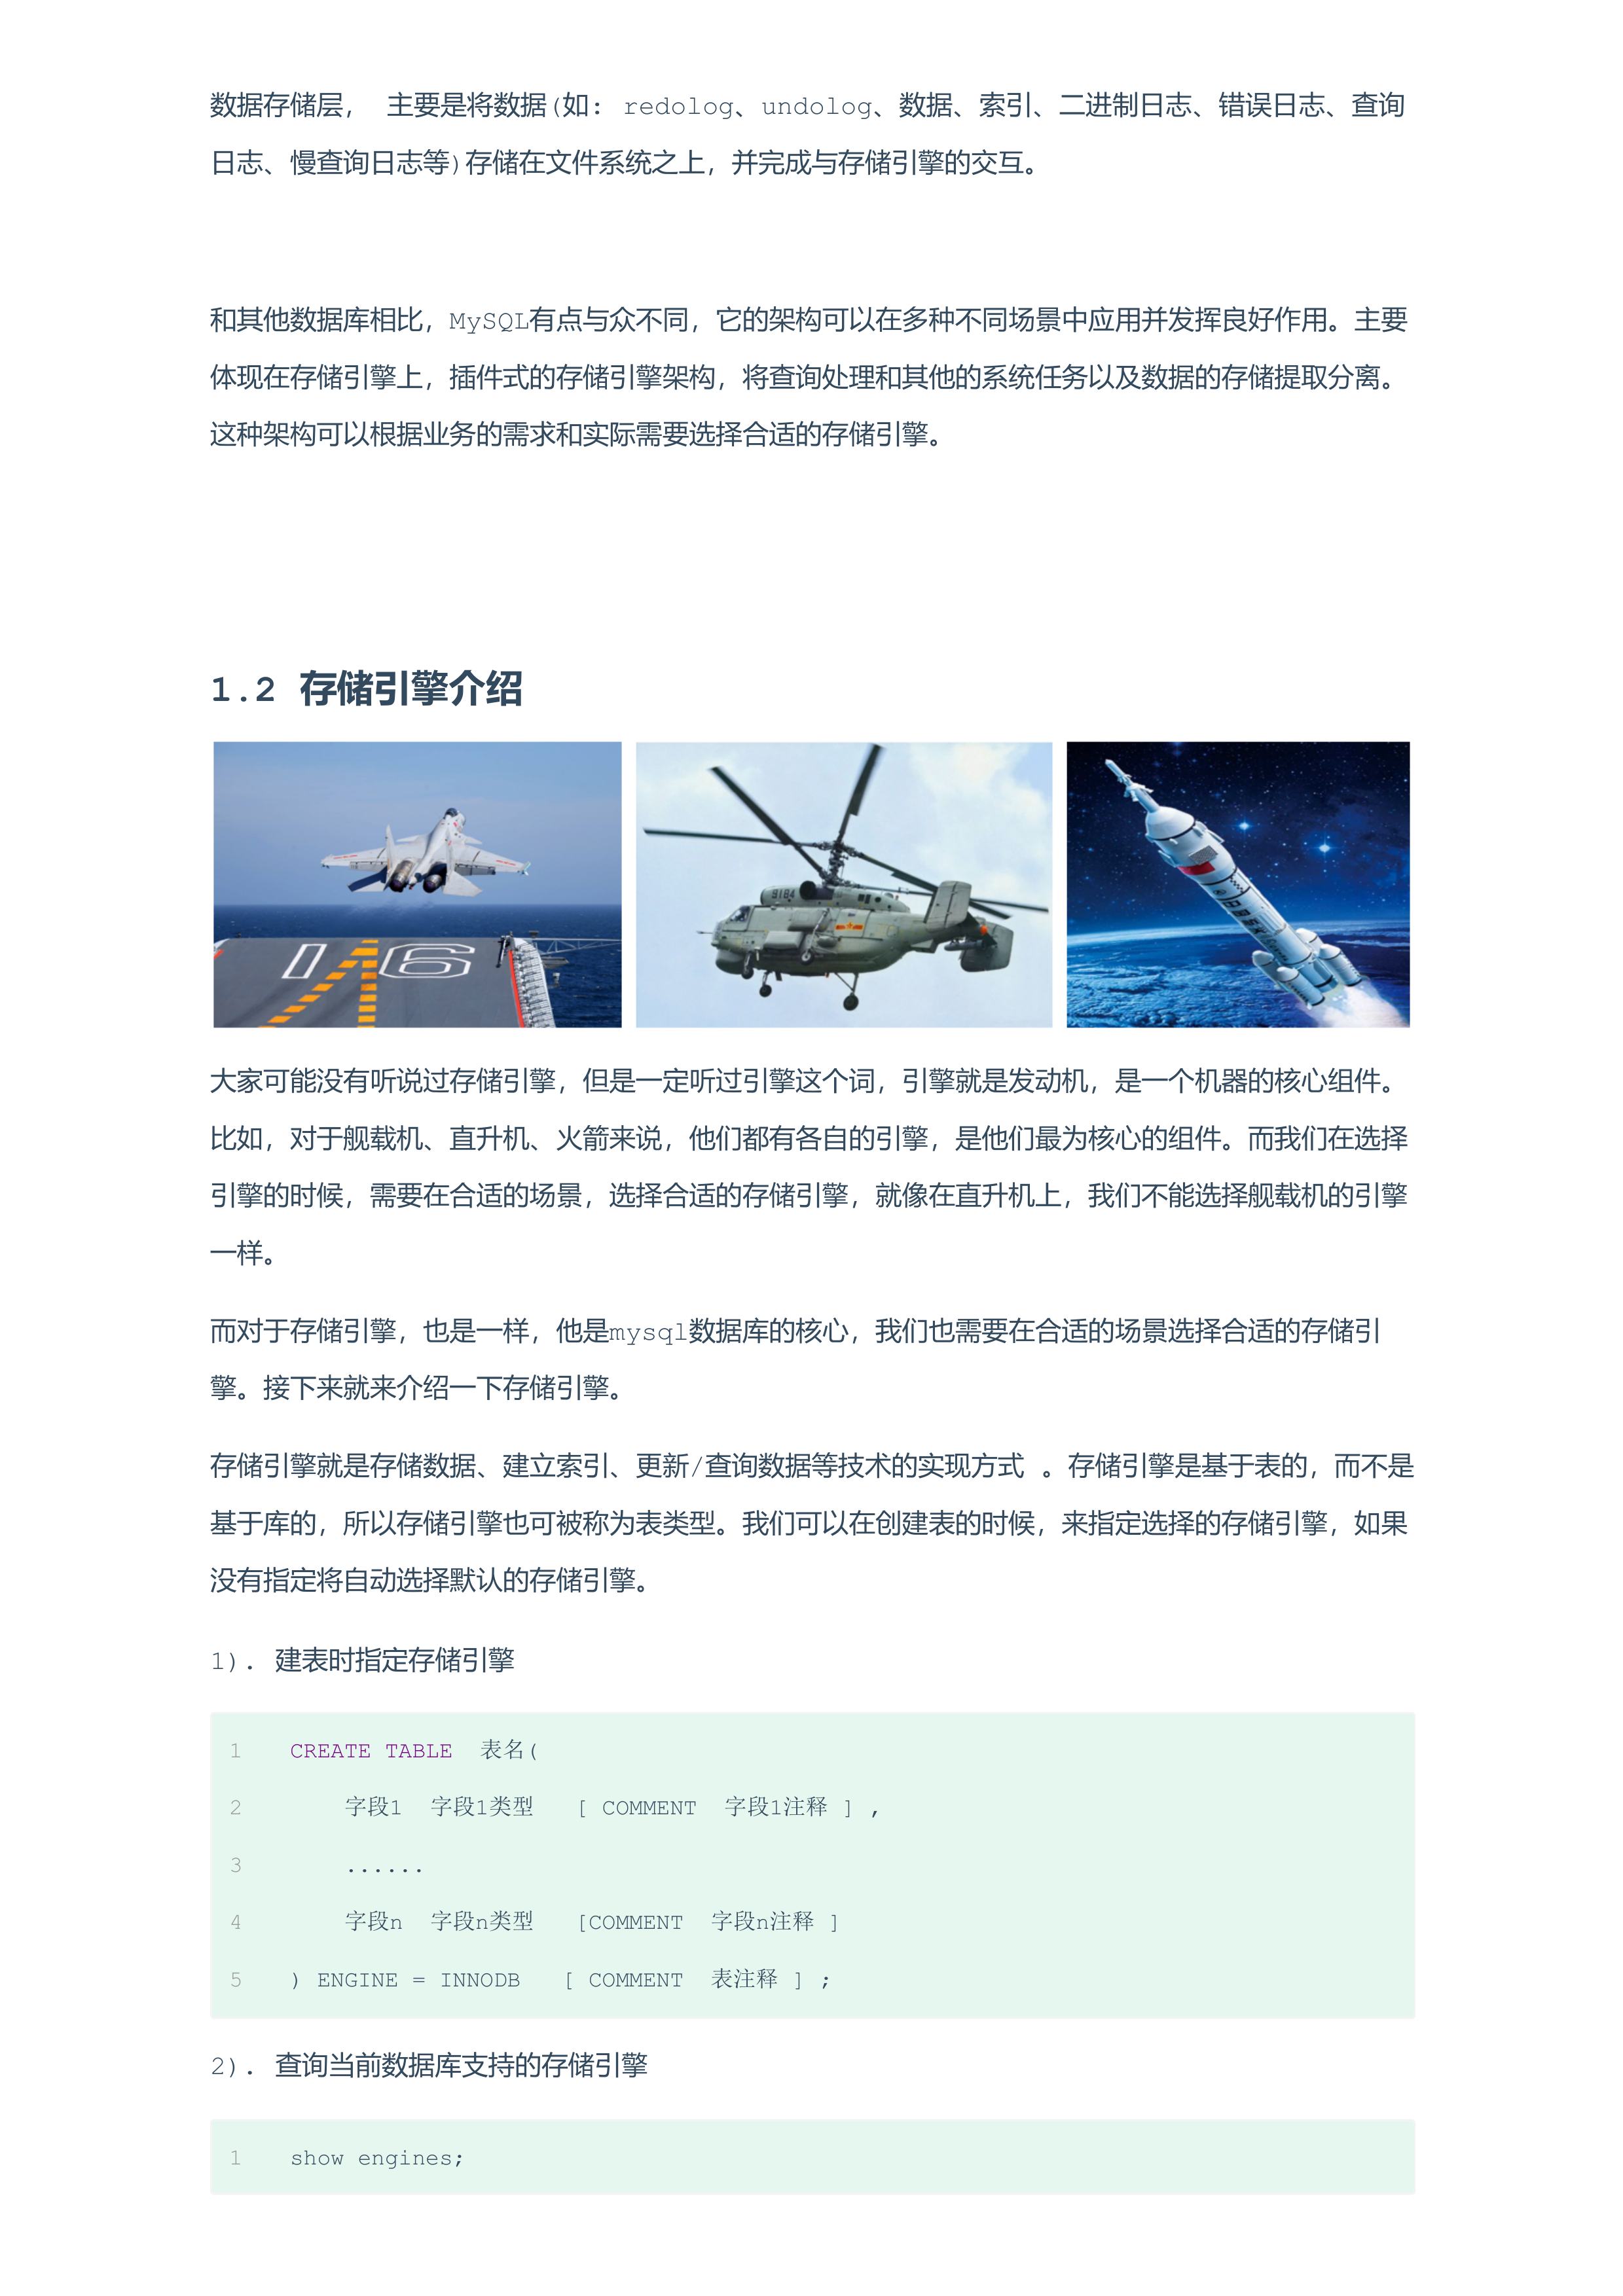 数据存储层， 主要是将数据(如: redolog、undolog、数据、索引、二进制日志、错误日志、查询
日志、慢查询日志等)存储在文件系统之上，并完成与存储引擎的交互。
和其他数据库相比，MySQL有点与众不同，它的架构可以在多种不同场景中应用并发挥良好作用。主要
体现在存储引擎上，插件式的存储引擎架构，将查询处理和其他的系统任务以及数据的存储提取分离。
这种架构可以根据业务的需求和实际需要选择合适的存储引擎。
1.2 存储引擎介绍
16
9184
大家可能没有听说过存储引擎，但是一定听过引擎这个词，引擎就是发动机，是一个机器的核心组件。
比如，对于舰载机、直升机、火箭来说，他们都有各自的引擎，是他们最为核心的组件。而我们在选择
引擎的时候，需要在合适的场景，选择合适的存储引擎，就像在直升机上，我们不能选择舰载机的引擎
一样。
而对于存储引擎，也是一样，他是mysql数据库的核心，我们也需要在合适的场景选择合适的存储引
擎。接下来就来介绍一下存储引擎。
存储引擎就是存储数据、建立索引、更新/查询数据等技术的实现方式 。存储引擎是基于表的，而不是
基于库的，所以存储引擎也可被称为表类型。我们可以在创建表的时候，来指定选择的存储引擎，如果
没有指定将自动选择默认的存储引擎。
1). 建表时指定存储引擎
1 CREATE TABLE 表名(
2 字段1 字段1类型 [ COMMENT 字段1注释 ] ,
3 ......
4 字段n 字段n类型 [COMMENT 字段n注释 ]
5 ) ENGINE = INNODB [ COMMENT 表注释 ] ;
2). 查询当前数据库支持的存储引擎
1 show engines;